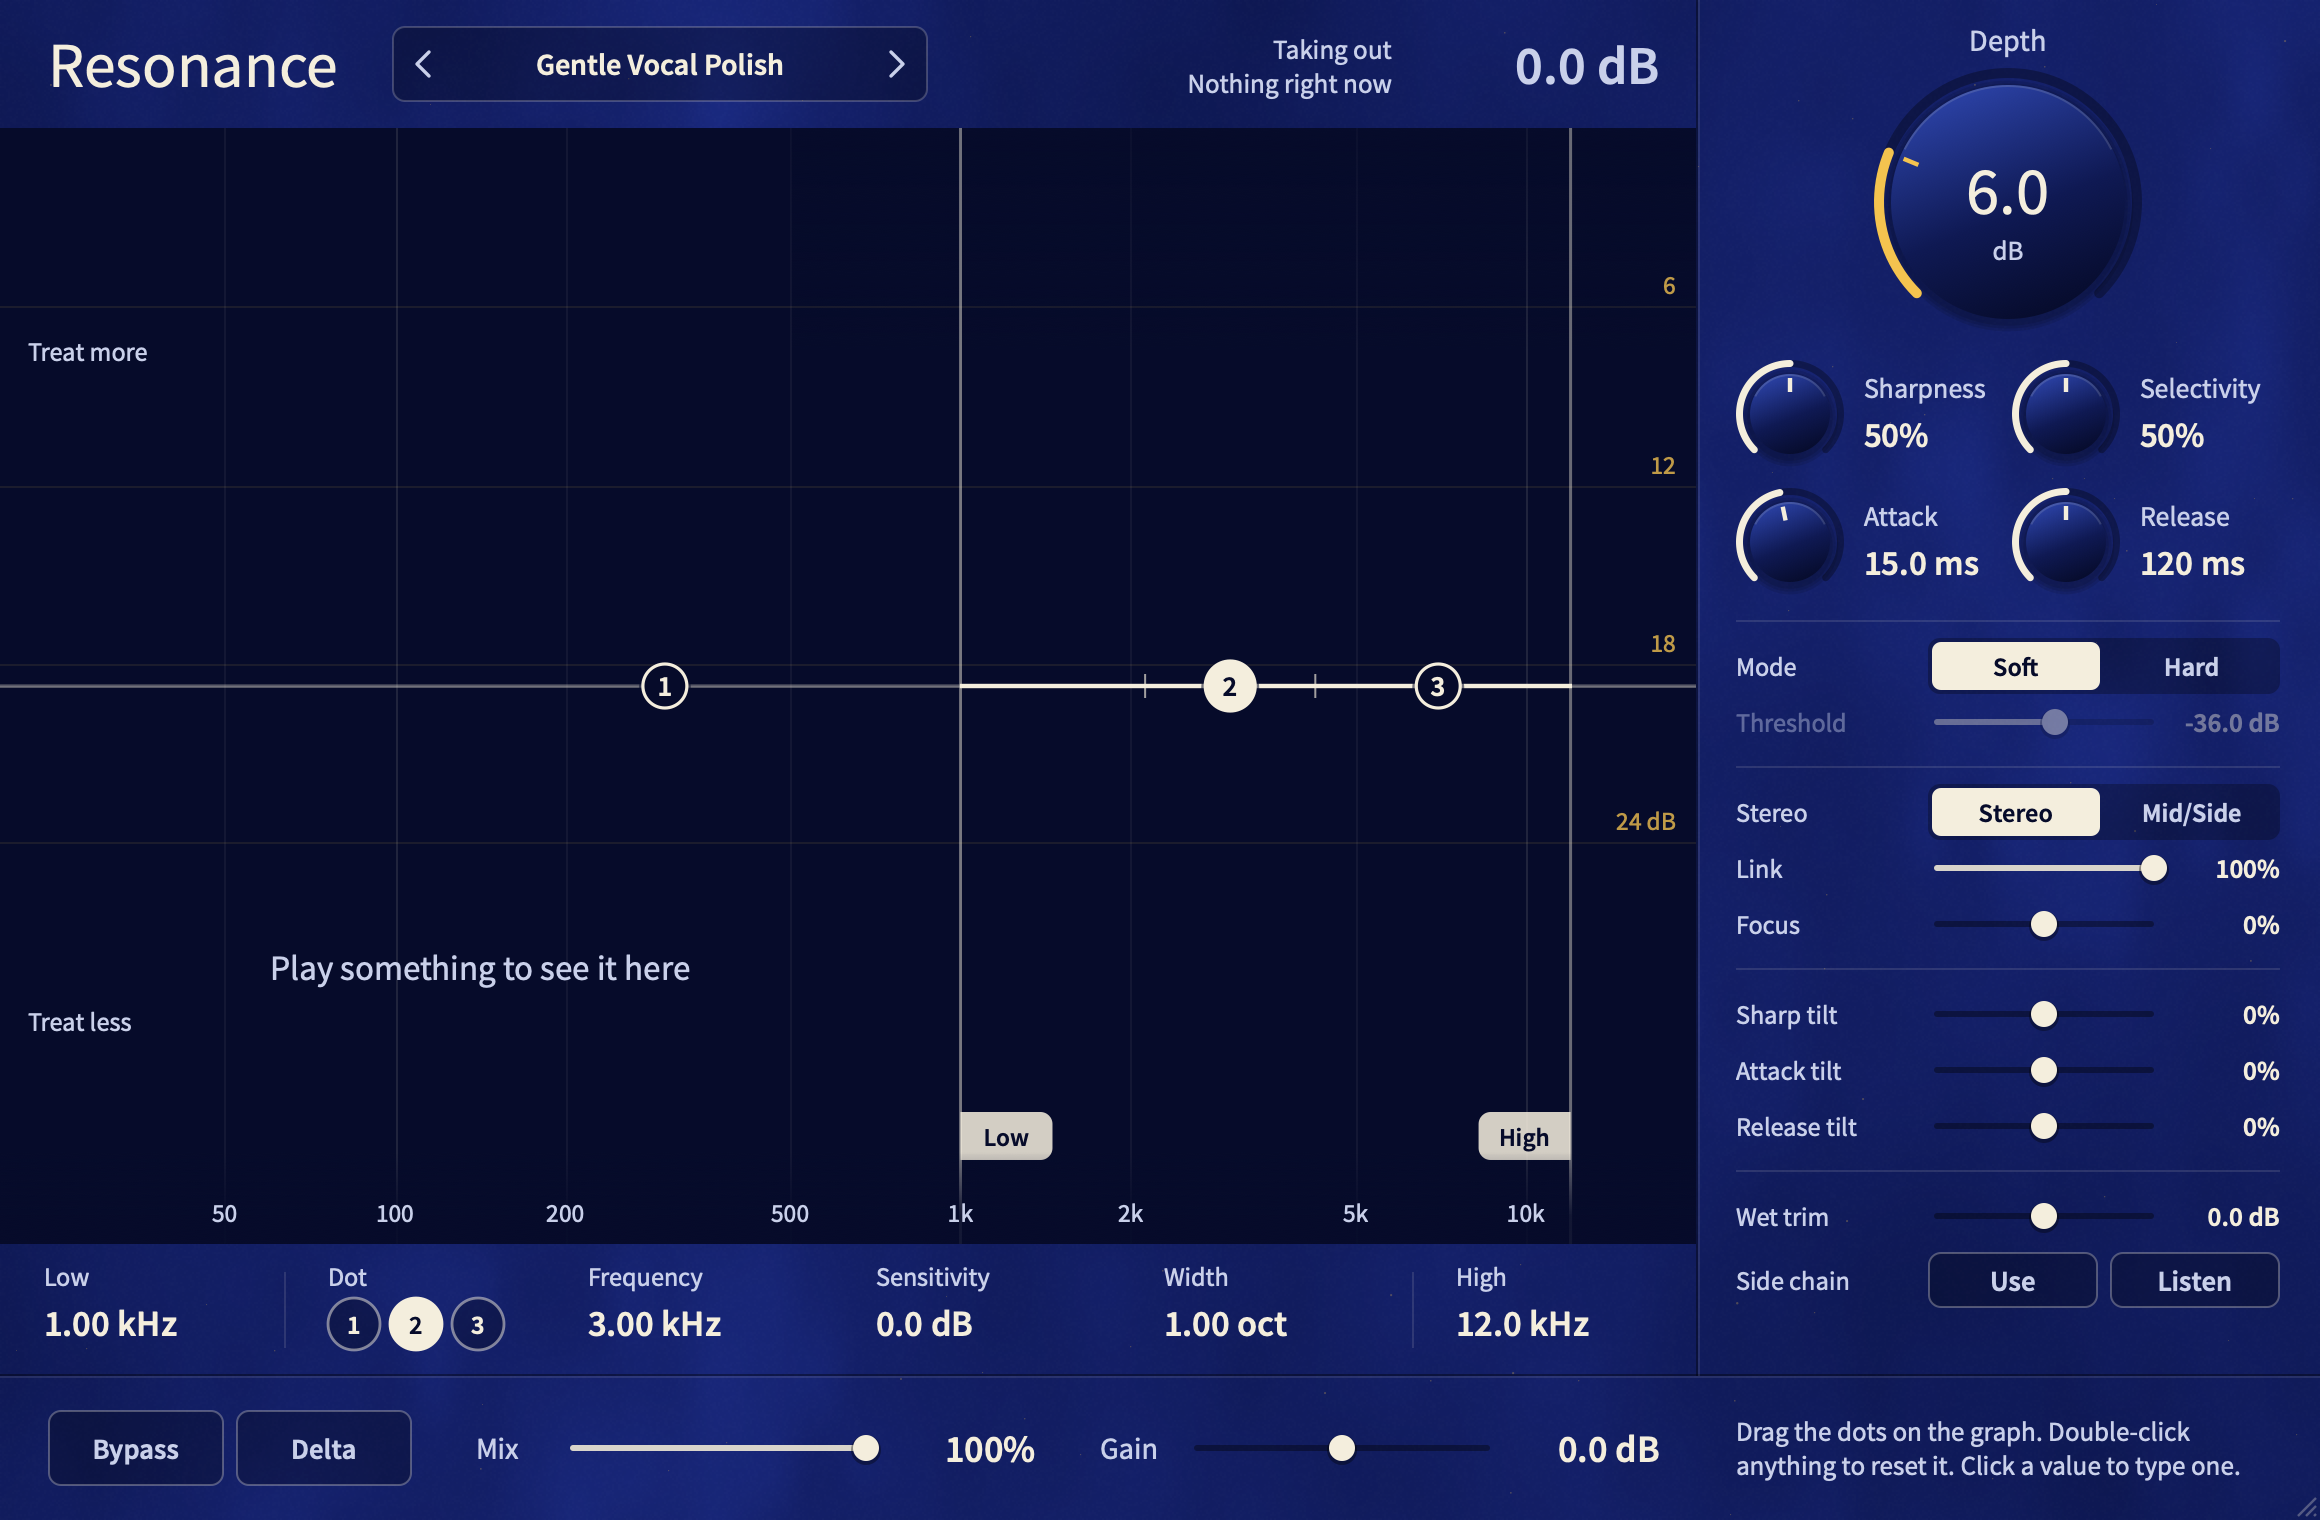 Resonance
Gentle Vocal Polish
Taking out
Nothing right now
0.0 dB
6
Treat more
12
18
1
2
3
24 dB
Play something to see it here
Treat less
Low
High
50
100
200
500
1k
2k
5k
10k
Low
1.00 kHz
Dot
1
2
3
Frequency
3.00 kHz
Sensitivity
0.0 dB
Width
1.00 oct
High
12.0 kHz
Depth
6.0
dB
Sharpness
50%
Selectivity
50%
Attack
15.0 ms
Release
120 ms
Mode
Soft
Hard
Threshold
-36.0 dB
Stereo
Stereo
Mid/Side
Link
100%
Focus
0%
Sharp tilt
0%
Attack tilt
0%
Release tilt
0%
Wet trim
0.0 dB
Side chain
Use
Listen
Bypass
Delta
Mix
100%
Gain
0.0 dB
Drag the dots on the graph. Double-click
anything to reset it. Click a value to type one.